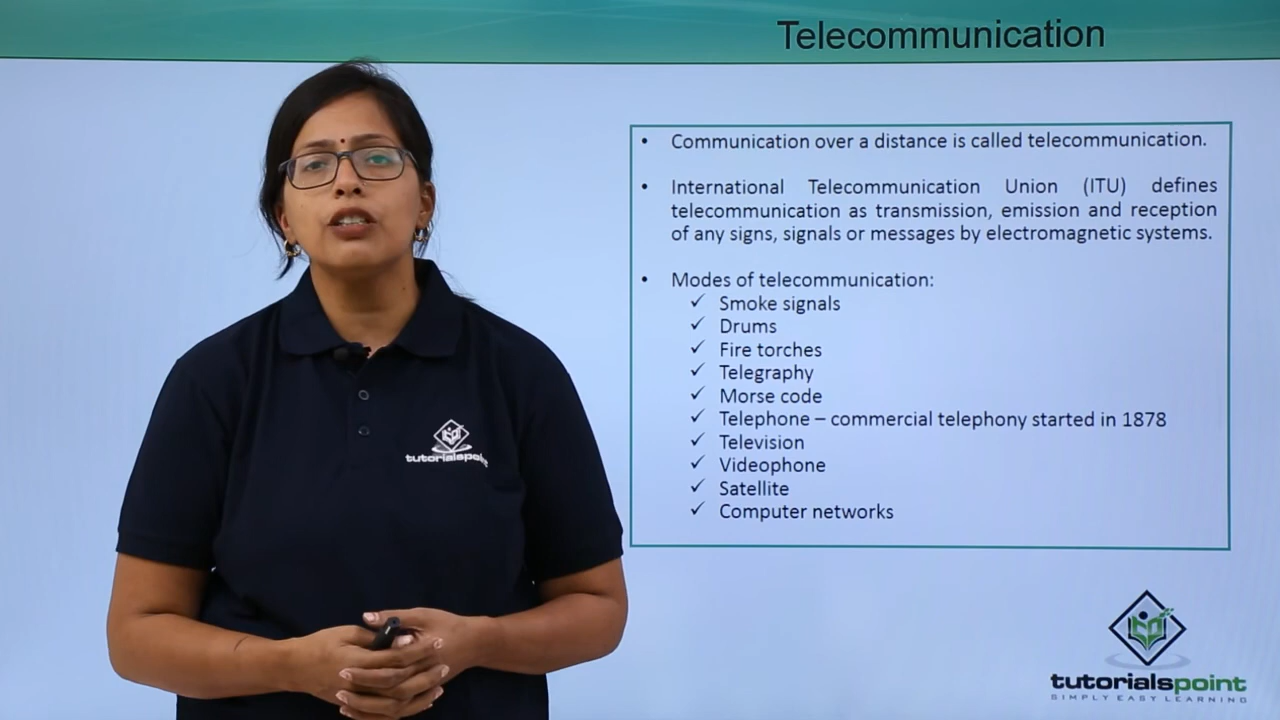 Telecommunication
• Communication over a distance is called telecommunication.
• International Telecommunication Union (ITU) defines
telecommunication as transmission, emission and reception
of any signs, signals or messages by electromagnetic systems.
• Modes of telecommunication:
✓ Smoke signals
✓ Drums
✓ Fire torches
✓ Telegraphy
✓ Morse code
✓ Telephone – commercial telephony started in 1878
✓ Television
✓ Videophone
✓ Satellite
✓ Computer networks
tutorialspoint
tutorialspoint
SIMPLY EASY LEARNING